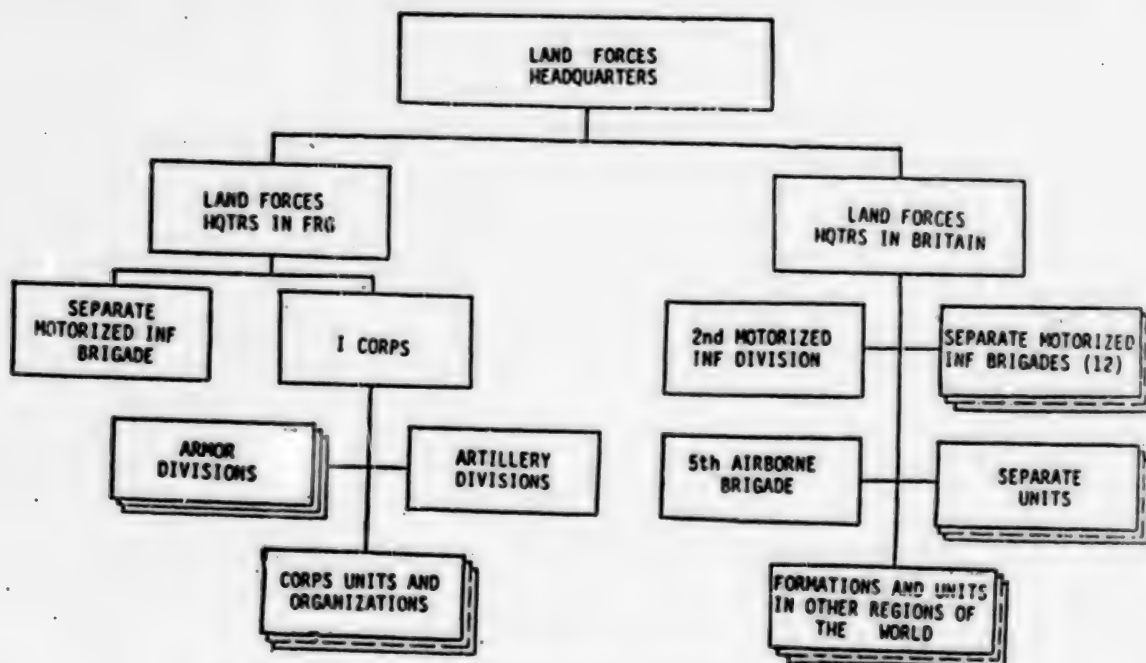 LAND FORCES
HEADQUARTERS
LAND FORCES
HQTRS IN FRG
LAND FORCES
HQTRS IN BRITAIN
SEPARATE
MOTORIZED INF
BRIGADE
I CORPS
2nd MOTORIZED
INF DIVISION
SEPARATE MOTORIZED
INF BRIGADES (12)
ARMOR
DIVISIONS
ARTILLERY
DIVISIONS
5th AIRBORNE
BRIGADE
SEPARATE
UNITS
CORPS UNITS AND
ORGANIZATIONS
FORMATIONS AND UNITS
IN OTHER REGIONS OF
THE WORLD